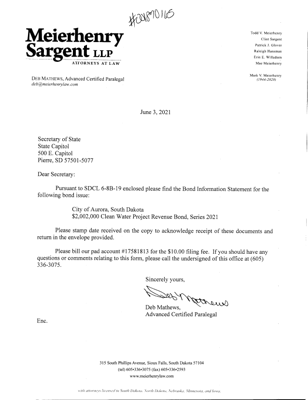 Meierhenry
Sargent LLP
ATTORNEYS AT LAW
Todd V. Meierhenry
Clint Sargent
Patrick J. Glover
Raleigh Hansman
Erin E. Willadsen
Mae Meierhenry
Mark V. Meierhenry
(1944-2020)
DEB MATHEWS, Advanced Certified Paralegal
deb@meierhenrylaw.com
June 3, 2021
Secretary of State
State Capitol
500 E. Capitol
Pierre, SD 57501-5077
Dear Secretary:
Pursuant to SDCL 6-8B-19 enclosed please find the Bond Information Statement for the
following bond issue:
City of Aurora, South Dakota
$2,002,000 Clean Water Project Revenue Bond, Series 2021
Please stamp date received on the copy to acknowledge receipt of these documents and
return in the envelope provided.
Please bill our pad account #17581813 for the $10.00 filing fee. If you should have any
questions or comments relating to this form, please call the undersigned of this office at (605)
336-3075.
Sincerely yours,
Deb Mathews
Deb Mathews,
Advanced Certified Paralegal
Enc.
315 South Phillips Avenue, Sioux Falls, South Dakota 57104
(tel) 605•336•3075 (fax) 605•336•2593
www.meierhenrylaw.com
with attorneys licensed in South Dakota, North Dakota, Nebraska, Minnesota, and Iowa